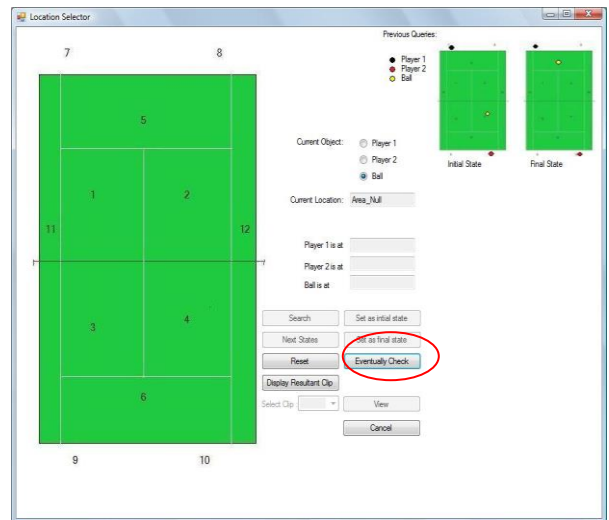 Location Selector
Previous Queries:
7 8
Player 1
Player 2
Ball
5
Current Object: Player 1
Player 2
Ball
Initial State Final State
1 2
Current Location: Area_Null
11 12
Player 1 is at
Player 2 is at
Ball is at
3 4
Search Set as intial state
Next States Set as final state
Reset Eventually Check
Display Resultant Clip
6
Select Clip: View
Cancel
9 10